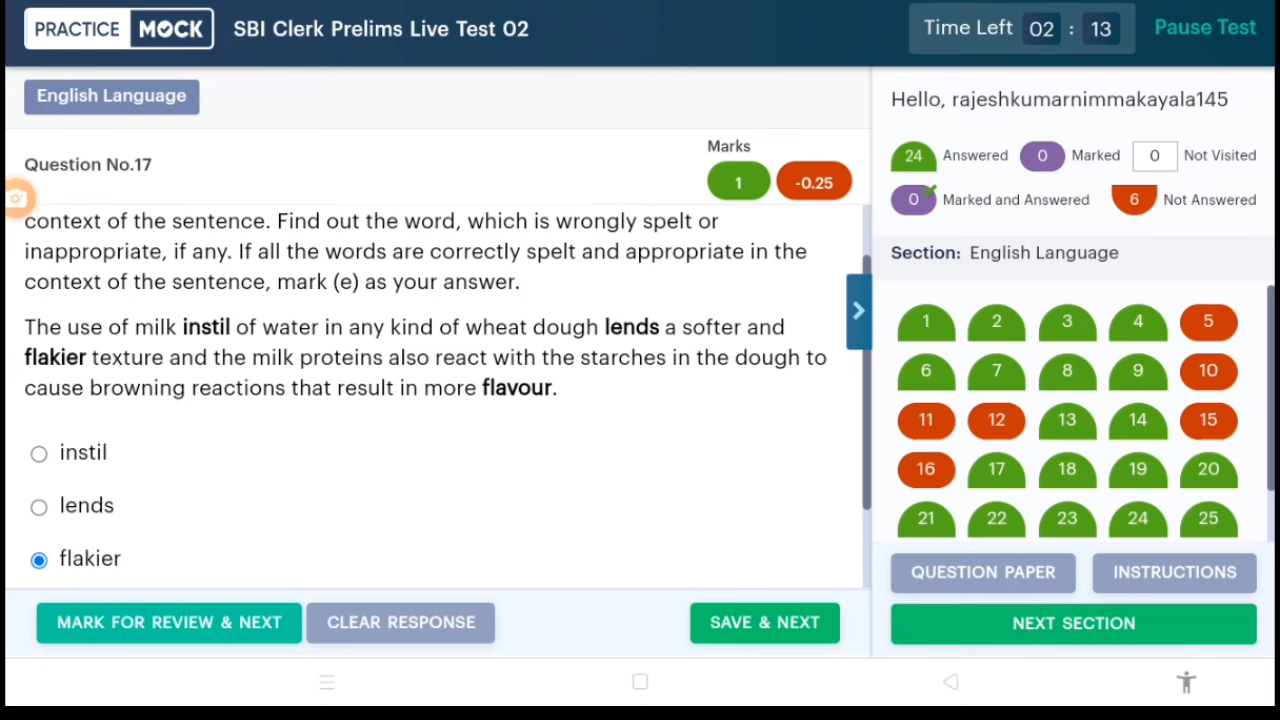 PRACTICE MOCK SBI Clerk Prelims Live Test 02 Time Left 02 : 13 Pause Test
English Language
Hello, rajeshkumarnimmakayala145
Question No.17
Marks
1 -0.25
24 Answered 0 Marked 0 Not Visited
0 Marked and Answered 6 Not Answered
Section: English Language
context of the sentence. Find out the word, which is wrongly spelt or
inappropriate, if any. If all the words are correctly spelt and appropriate in the
context of the sentence, mark (e) as your answer.
The use of milk instil of water in any kind of wheat dough lends a softer and
flakier texture and the milk proteins also react with the starches in the dough to
cause browning reactions that result in more flavour.
instil
lends
flakier
1 2 3 4 5
6 7 8 9 10
11 12 13 14 15
16 17 18 19 20
21 22 23 24 25
QUESTION PAPER INSTRUCTIONS
MARK FOR REVIEW & NEXT CLEAR RESPONSE SAVE & NEXT
NEXT SECTION